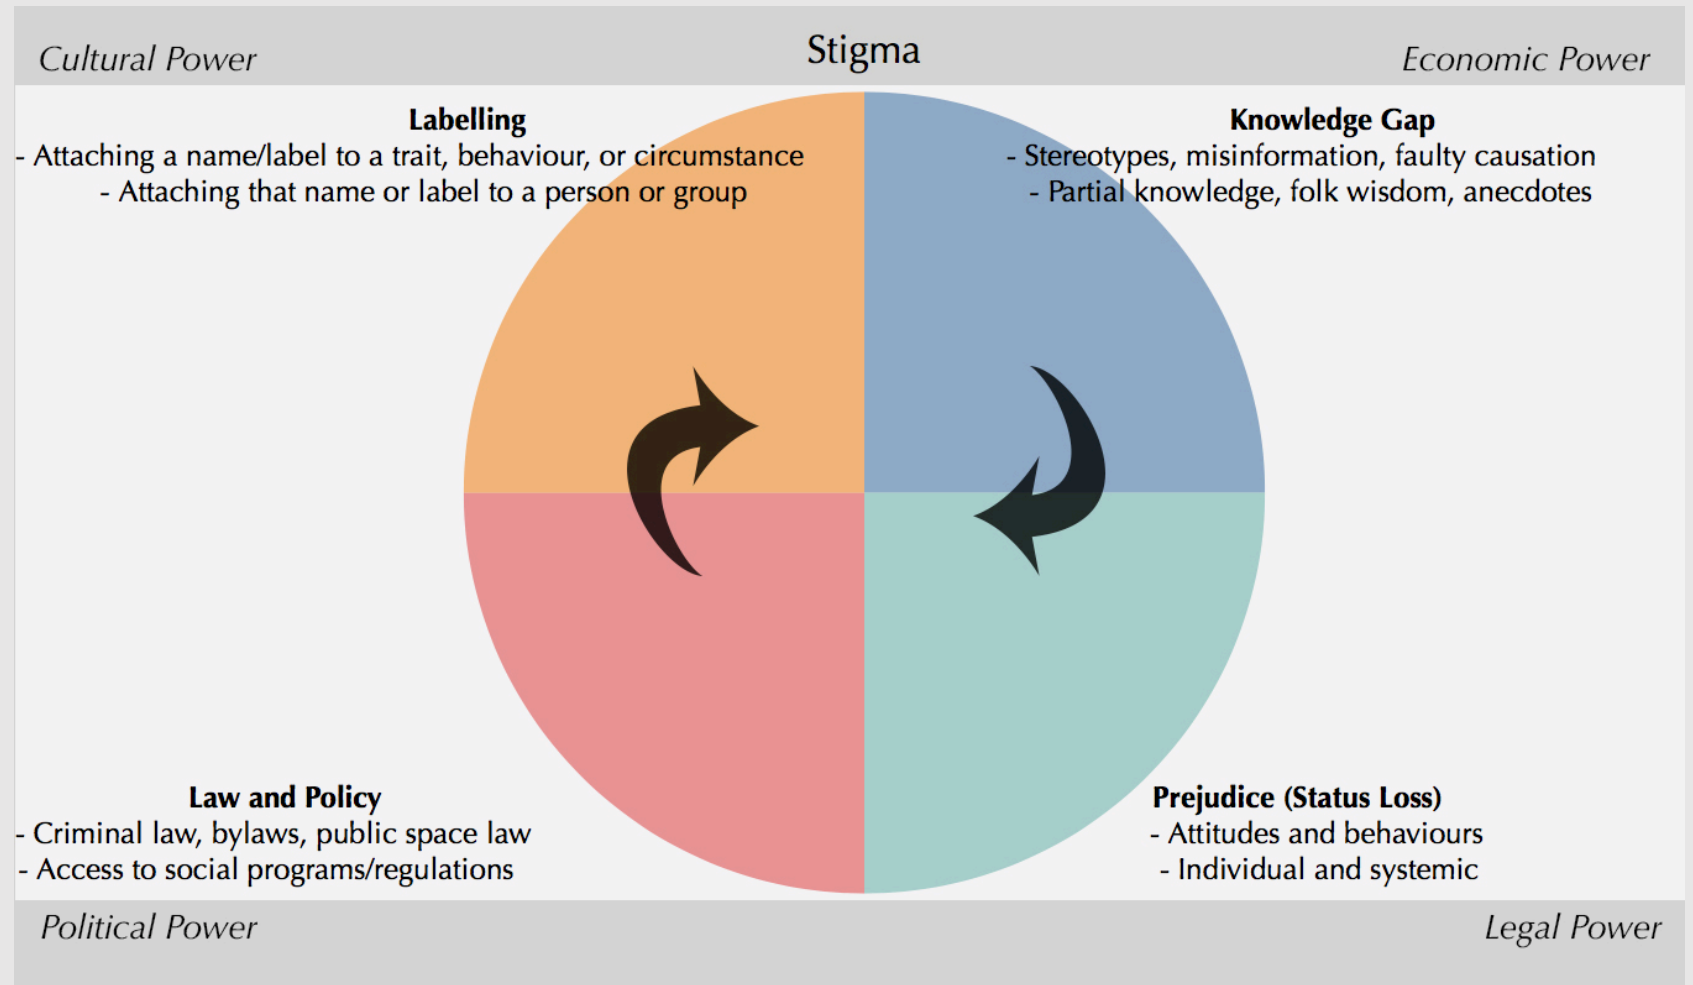 Cultural Power
Stigma
Economic Power
Labelling
- Attaching a name/label to a trait, behaviour, or circumstance
- Attaching that name or label to a person or group
Knowledge Gap
- Stereotypes, misinformation, faulty causation
- Partial knowledge, folk wisdom, anecdotes
Law and Policy
- Criminal law, bylaws, public space law
- Access to social programs/regulations
Prejudice (Status Loss)
- Attitudes and behaviours
- Individual and systemic
Political Power
Legal Power